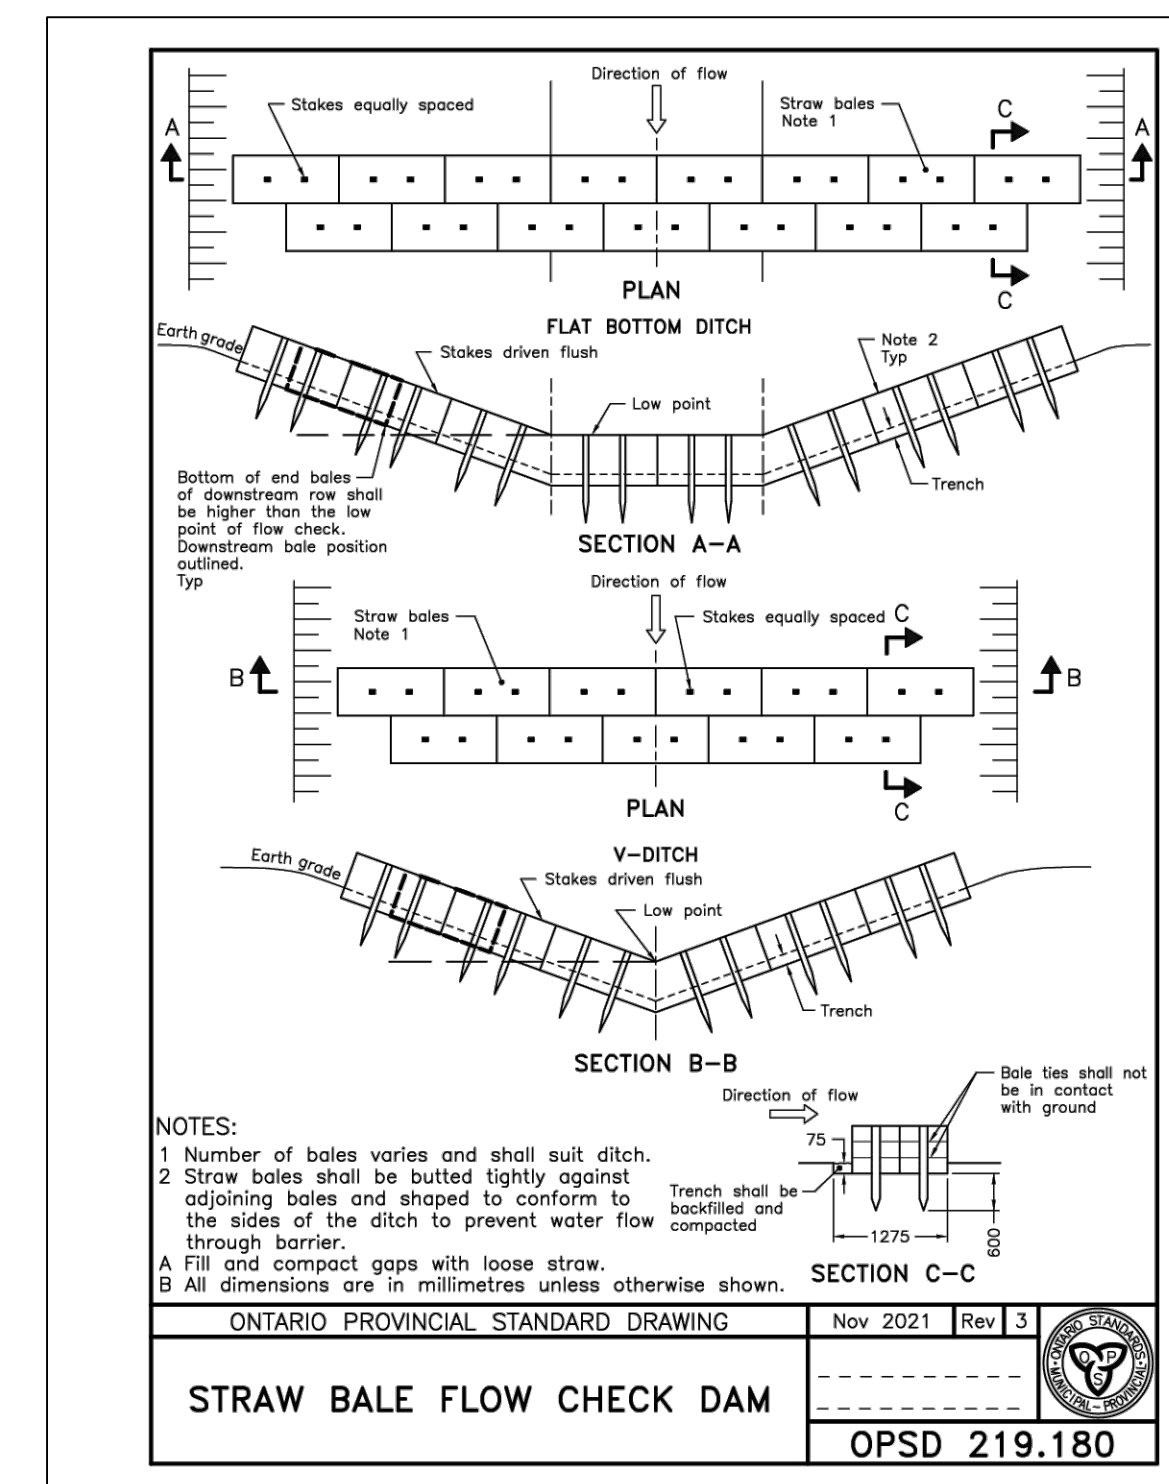 Direction of flow
Stakes equally spaced
Straw bales
Note 1
C
A
A
C
PLAN
FLAT BOTTOM DITCH
Earth grade
Stakes driven flush
Note 2
Typ
Low point
Trench
Bottom of end bales
of downstream row shall
be higher than the low
point of flow check.
Downstream bale position
outlined.
Typ
SECTION A-A
Direction of flow
Straw bales
Note 1
Stakes equally spaced
C
B
B
C
PLAN
V-DITCH
Earth grade
Stakes driven flush
Low point
Trench
SECTION B-B
Direction of flow
Bale ties shall not
be in contact
with ground
75
Trench shall be
backfilled and
compacted
1275
600
SECTION C-C
NOTES:
1 Number of bales varies and shall suit ditch.
2 Straw bales shall be butted tightly against
adjoining bales and shaped to conform to
the sides of the ditch to prevent water flow
through barrier.
A Fill and compact gaps with loose straw.
B All dimensions are in millimetres unless otherwise shown.
ONTARIO PROVINCIAL STANDARD DRAWING
Nov 2021
Rev
3
STRAW BALE FLOW CHECK DAM
ONTARIO STANDARDS
MUNICIPAL-PROVINCIAL
O P S
OPSD 219.180